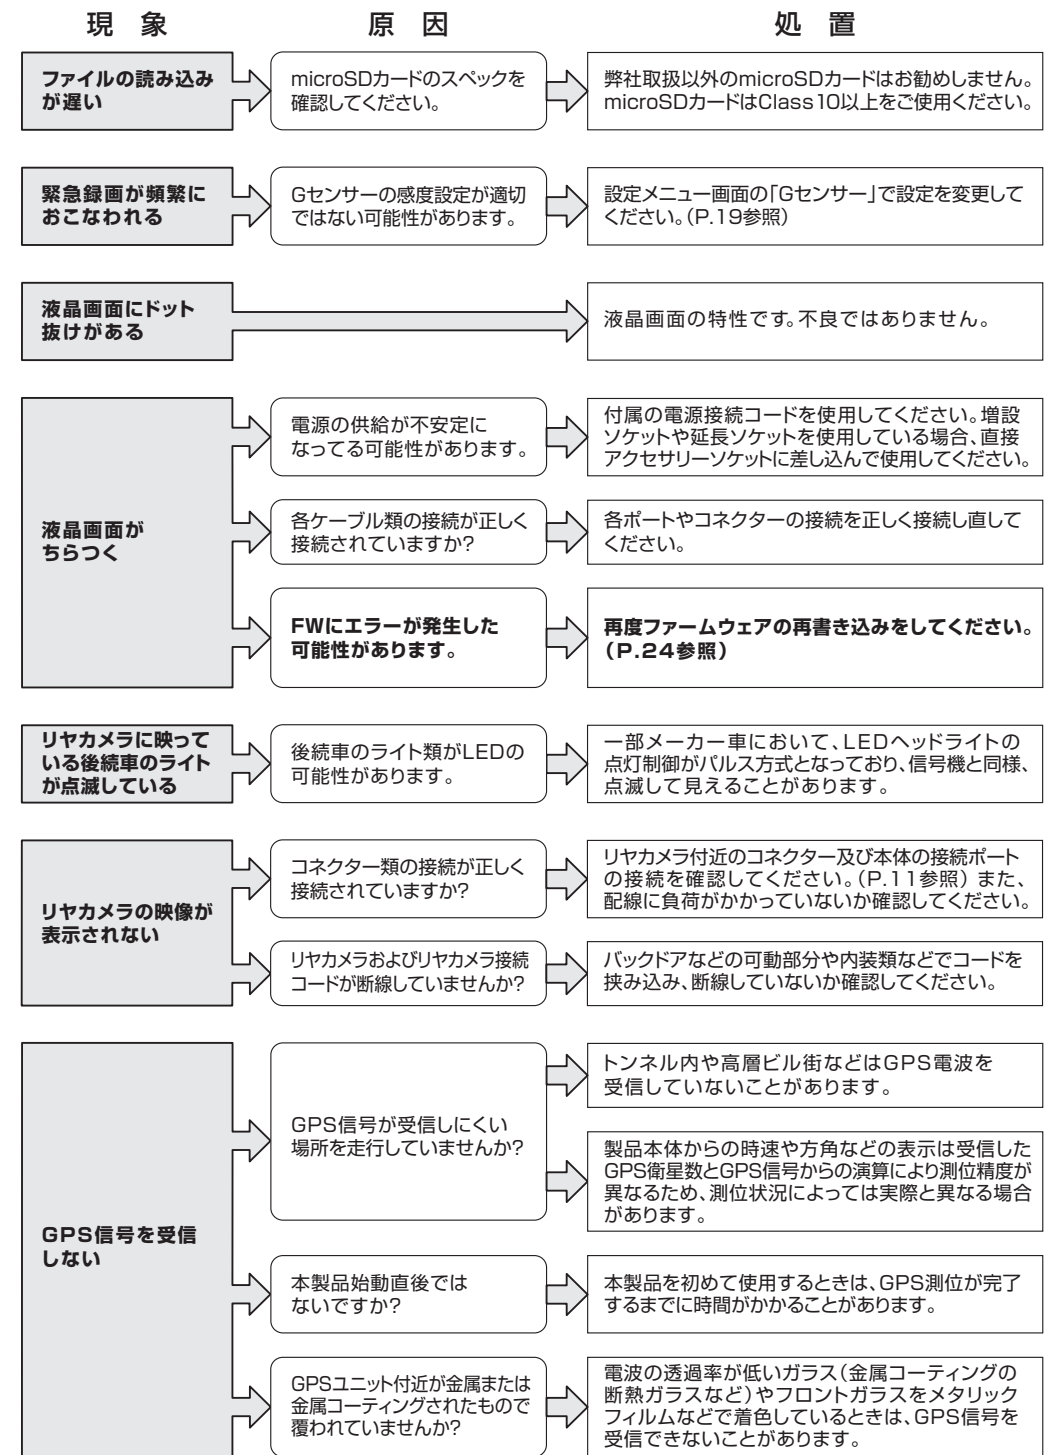 現　象
原　因
処　置
ファイルの読み込み
が遅い
microSDカードのスペックを
確認してください。
弊社取扱以外のmicroSDカードはお勧めしません。
microSDカードはClass10以上をご使用ください。
緊急録画が頻繁に
おこなわれる
Gセンサーの感度設定が適切
ではない可能性があります。
設定メニュー画面の「Gセンサー」で設定を変更して
ください。(P.19参照)
液晶画面にドット
抜けがある
液晶画面の特性です。不良ではありません。
液晶画面が
ちらつく
電源の供給が不安定に
なってる可能性があります。
付属の電源接続コードを使用してください。増設
ソケットや延長ソケットを使用している場合、直接
アクセサリーソケットに差し込んで使用してください。
各ケーブル類の接続が正しく
接続されていますか?
各ポートやコネクターの接続を正しく接続し直して
ください。
FWにエラーが発生した
可能性があります。
再度ファームウェアの再書き込みをしてください。
(P.24参照)
リヤカメラに映って
いる後続車のライト
が点滅している
後続車のライト類がLEDの
可能性があります。
一部メーカー車において、LEDヘッドライトの
点灯制御がパルス方式となっており、信号機と同様、
点滅して見えることがあります。
リヤカメラの映像が
表示されない
コネクター類の接続が正しく
接続されていますか?
リヤカメラ付近のコネクター及び本体の接続ポート
の接続を確認してください。(P.11参照) また、
配線に負荷がかかっていないか確認してください。
リヤカメラおよびリヤカメラ接続
コードが断線していませんか?
バックドアなどの可動部分や内装類などでコードを
挟み込み、断線していないか確認してください。
GPS信号を受信
しない
GPS信号が受信しにくい
場所を走行していませんか?
トンネル内や高層ビル街などはGPS電波を
受信していないことがあります。
製品本体からの時速や方角などの表示は受信した
GPS衛星数とGPS信号からの演算により測位精度が
異なるため、測位状況によっては実際と異なる場合
があります。
本製品始動直後では
ないですか?
本製品を初めて使用するときは、GPS測位が完了
するまでに時間がかかることがあります。
GPSユニット付近が金属または
金属コーティングされたもので
覆われていませんか?
電波の透過率が低いガラス(金属コーティングの
断熱ガラスなど)やフロントガラスをメタリック
フィルムなどで着色しているときは、GPS信号を
受信できないことがあります。